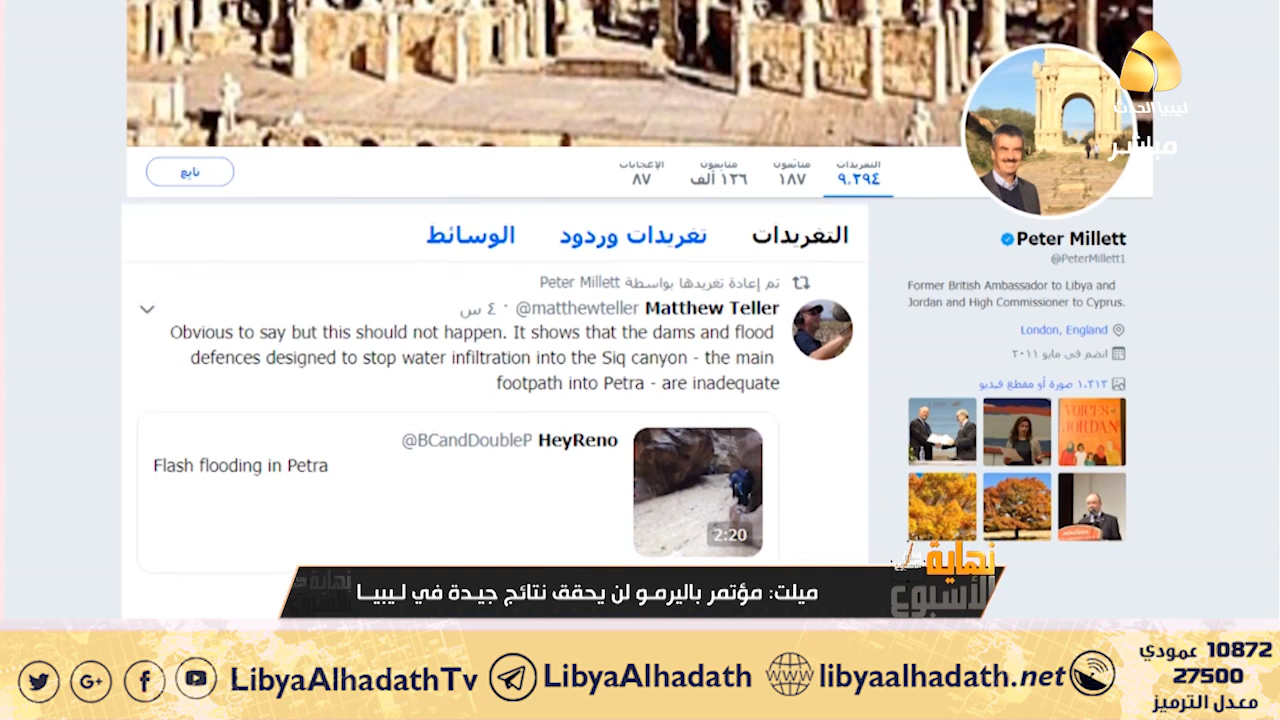 ليبيا الحدث
مباشر
التغريدات
٩،٢٩٤
متابَعون
١٨٧
متابِعون
١٢٦ ألف
الإعجابات
٨٧
تابع
Peter Millett
@PeterMillett1
Former British Ambassador to Libya and
Jordan and High Commissioner to Cyprus.
London, England
انضم في مايو ٢٠١١
١،٣١٣ صورة أو مقطع فيديو
VOICES
JORDAN
التغريدات
تغريدات وردود
الوسائط
تم إعادة تغريدها بواسطة Peter Millett
Matthew Teller @matthewteller · ٤ س
Obvious to say but this should not happen. It shows that the dams and flood
defences designed to stop water infiltration into the Siq canyon - the main
footpath into Petra - are inadequate
HeyReno @BCandDoubleP
Flash flooding in Petra
2:20
نهاية
الأسبوع
ميلت: مؤتمر باليرمو لن يحقق نتائج جيدة في ليبيا
LibyaAlhadathTv
LibyaAlhadath
libyaalhadath.net
10872 عمودي
27500
معدل الترميز